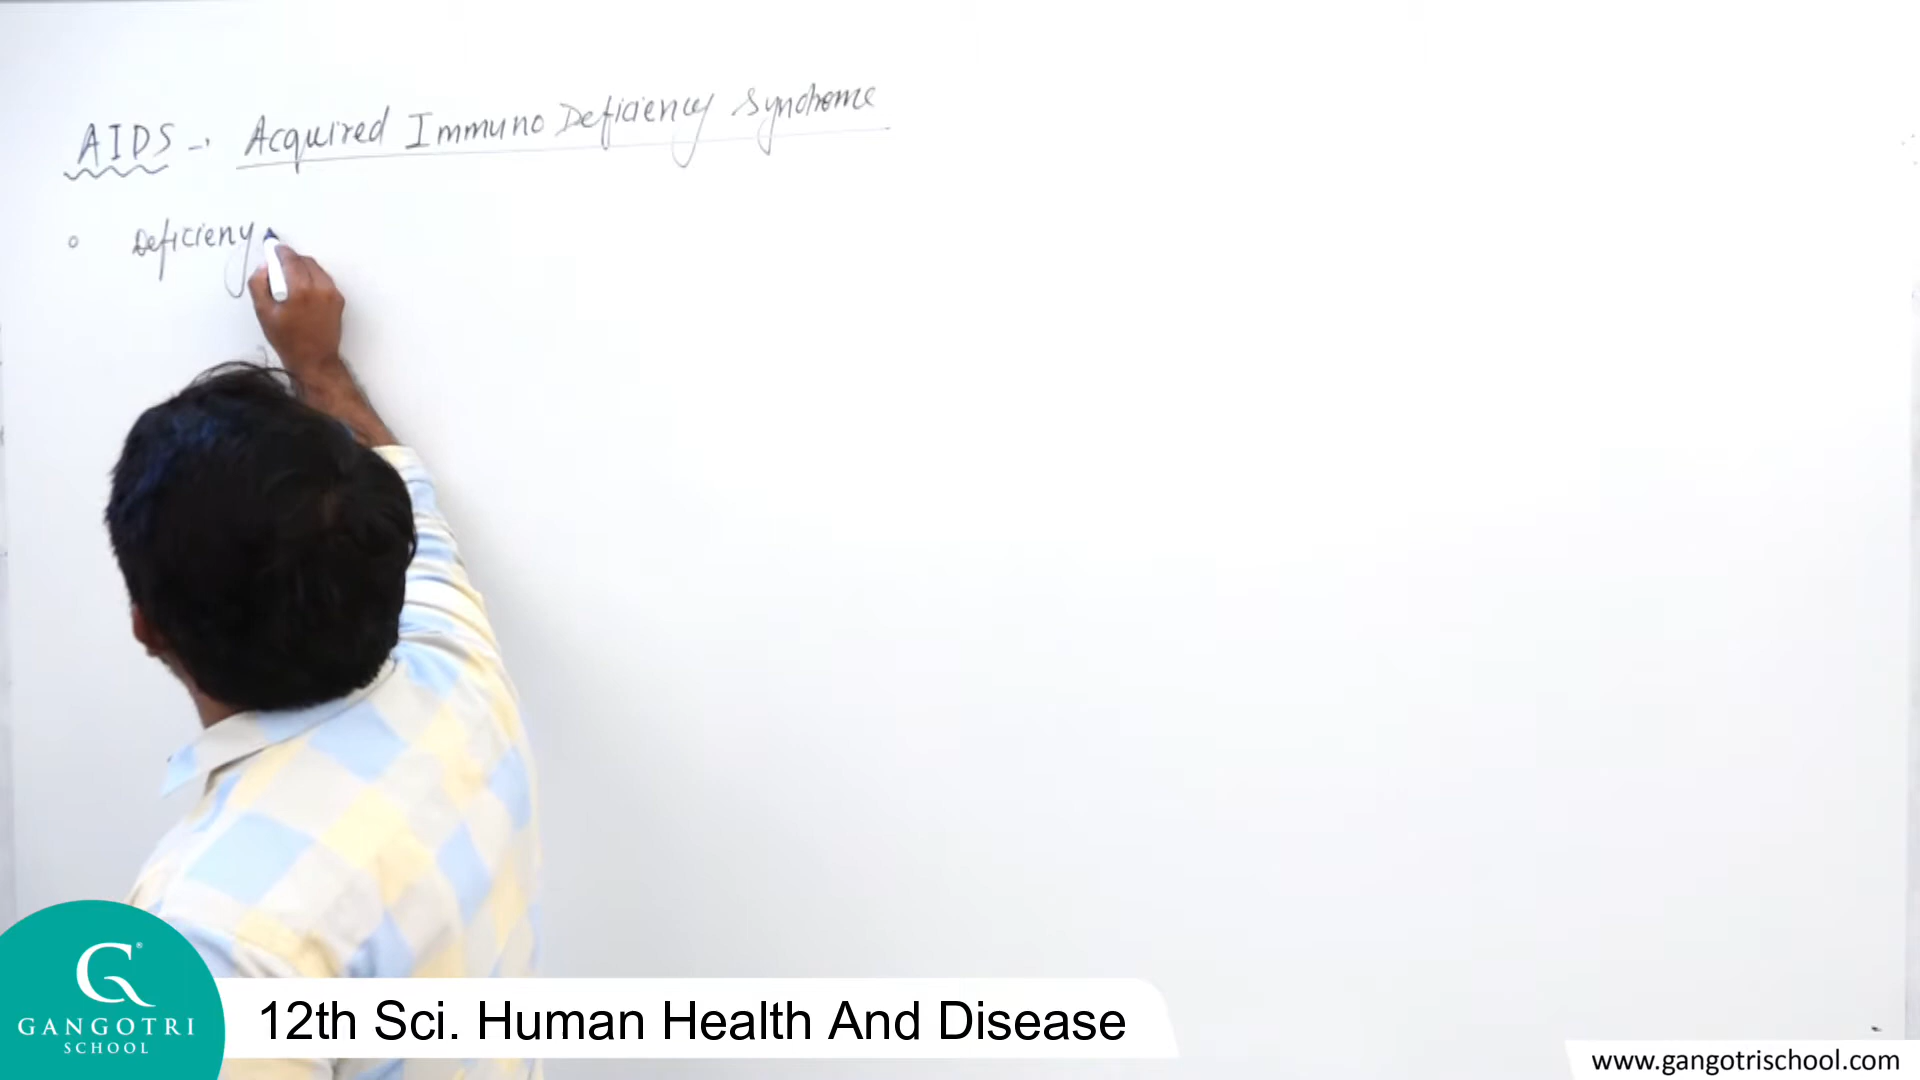 AIDS -. Acquired Immuno Deficiency Syndrome
Deficieny
G
GANGOTRI
SCHOOL
12th Sci. Human Health And Disease
www.gangotrischool.com